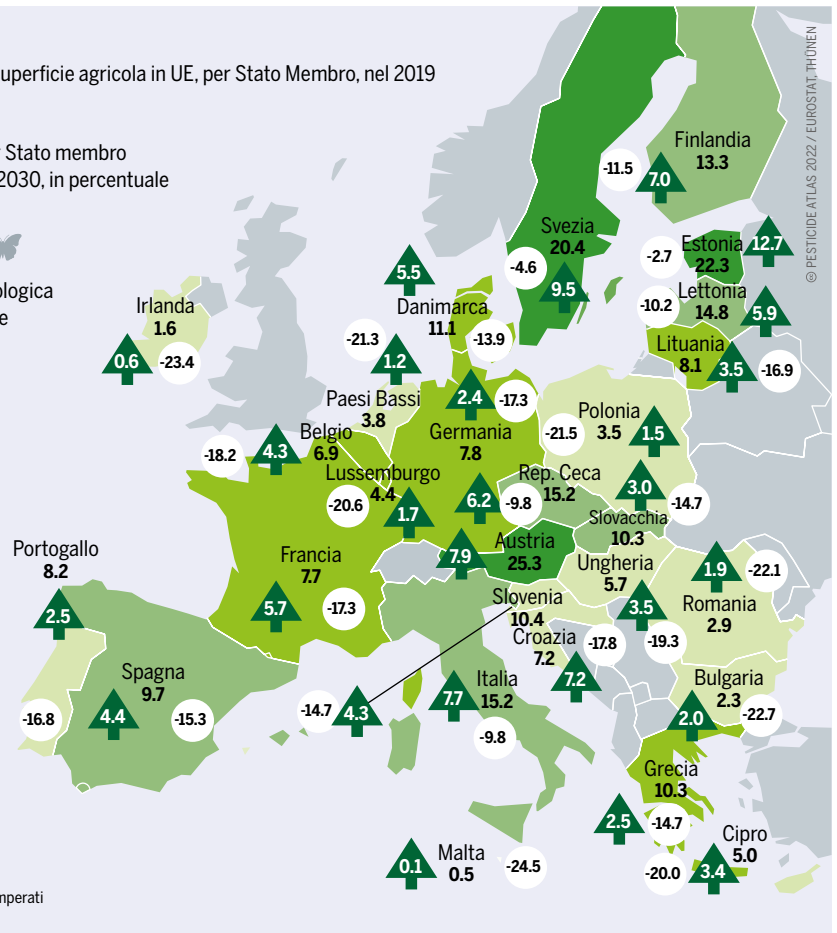 uperficie agricola in UE, per Stato Membro, nel 2019
Stato membro
2030, in percentuale
ologica
e
© PESTICIDE ATLAS 2022 / EUROSTAT, THÜNEN
Finlandia
13.3
-11.5
7.0
Svezia
20.4
-4.6
9.5
Estonia
22.3
-2.7
12.7
Lettonia
14.8
-10.2
5.9
Lituania
8.1
3.5
-16.9
5.5
Danimarca
11.1
-13.9
Irlanda
1.6
0.6
-23.4
-21.3
1.2
Paesi Bassi
3.8
2.4
-17.3
Germania
7.8
Polonia
3.5
-21.5
1.5
Belgio
6.9
-18.2
4.3
Lussemburgo
4.4
-20.6
1.7
6.2
-9.8
Rep. Ceca
15.2
3.0
-14.7
Slovacchia
10.3
Austria
25.3
7.9
Francia
7.7
5.7
-17.3
Ungheria
5.7
3.5
-19.3
1.9
-22.1
Romania
2.9
Portogallo
8.2
2.5
-16.8
Slovenia
10.4
-14.7
4.3
Croazia
7.2
-17.8
7.2
Spagna
9.7
4.4
-15.3
Italia
15.2
7.7
-9.8
Bulgaria
2.3
2.0
-22.7
Grecia
10.3
2.5
-14.7
Cipro
5.0
-20.0
3.4
0.1
Malta
0.5
-24.5
mperati